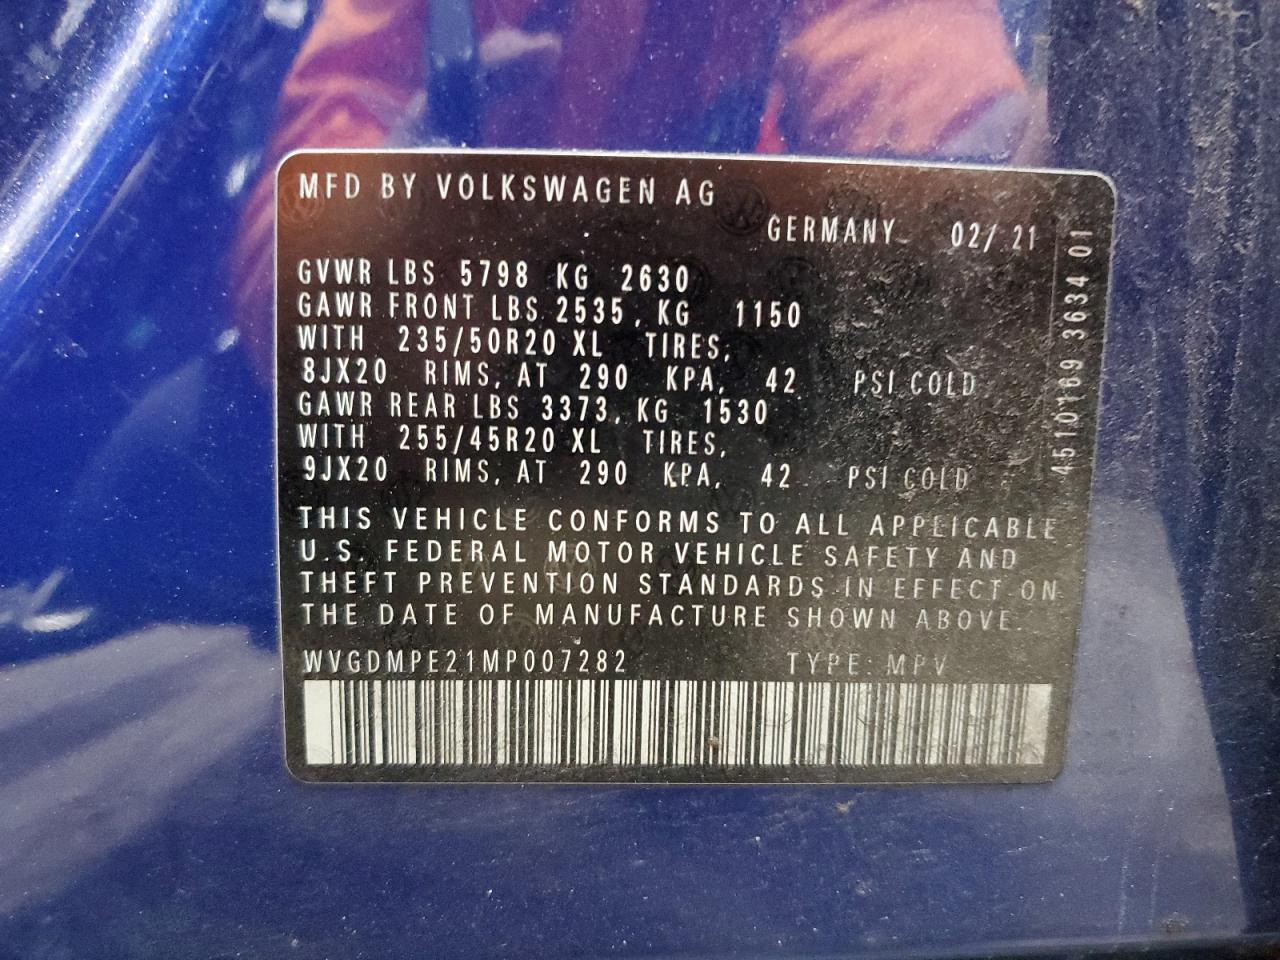 MFD BY VOLKSWAGEN AG
GERMANY 02/ 21
GVWR LBS 5798 KG 2630
GAWR FRONT LBS 2535, KG 1150
WITH 235/50R20 XL TIRES,
8JX20 RIMS, AT 290 KPA, 42 PSI COLD
GAWR REAR LBS 3373, KG 1530
WITH 255/45R20 XL TIRES,
9JX20 RIMS, AT 290 KPA, 42 PSI COLD
THIS VEHICLE CONFORMS TO ALL APPLICABLE
U.S. FEDERAL MOTOR VEHICLE SAFETY AND
THEFT PREVENTION STANDARDS IN EFFECT ON
THE DATE OF MANUFACTURE SHOWN ABOVE.
WVGDMPE21MP007282 TYPE: MPV
4510169 3634 01